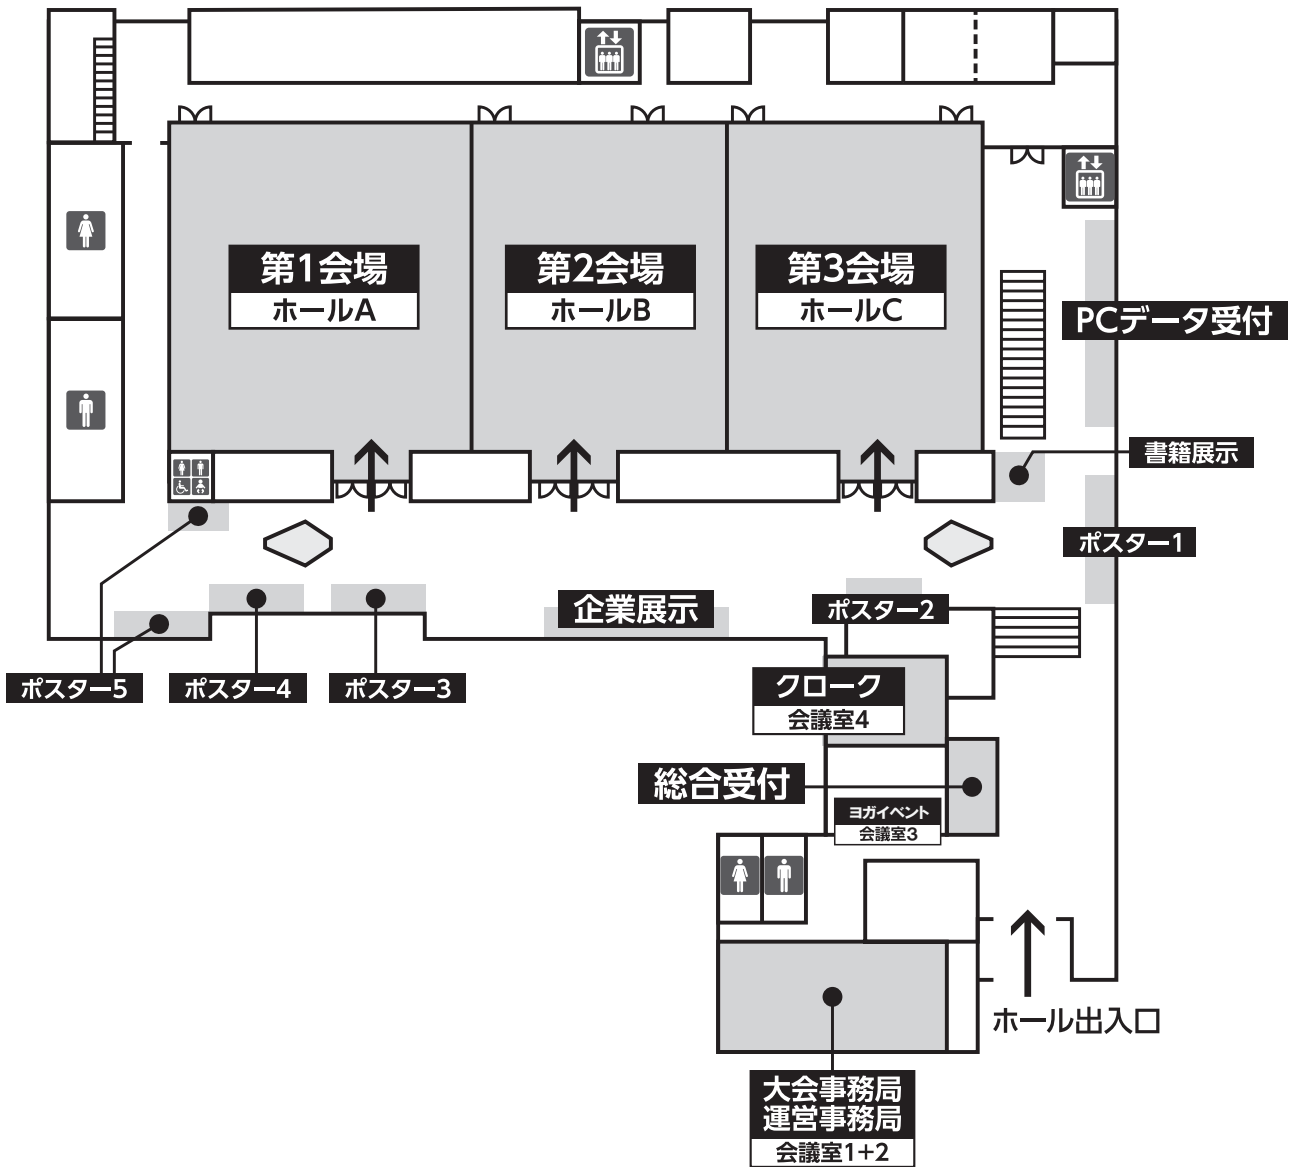 第1会場
ホールA
第2会場
ホールB
第3会場
ホールC
PCデータ受付
書籍展示
ポスター1
企業展示
ポスター2
ポスター5
ポスター4
ポスター3
クローク
会議室4
総合受付
ヨガイベント
会議室3
ホール出入口
大会事務局
運営事務局
会議室1+2